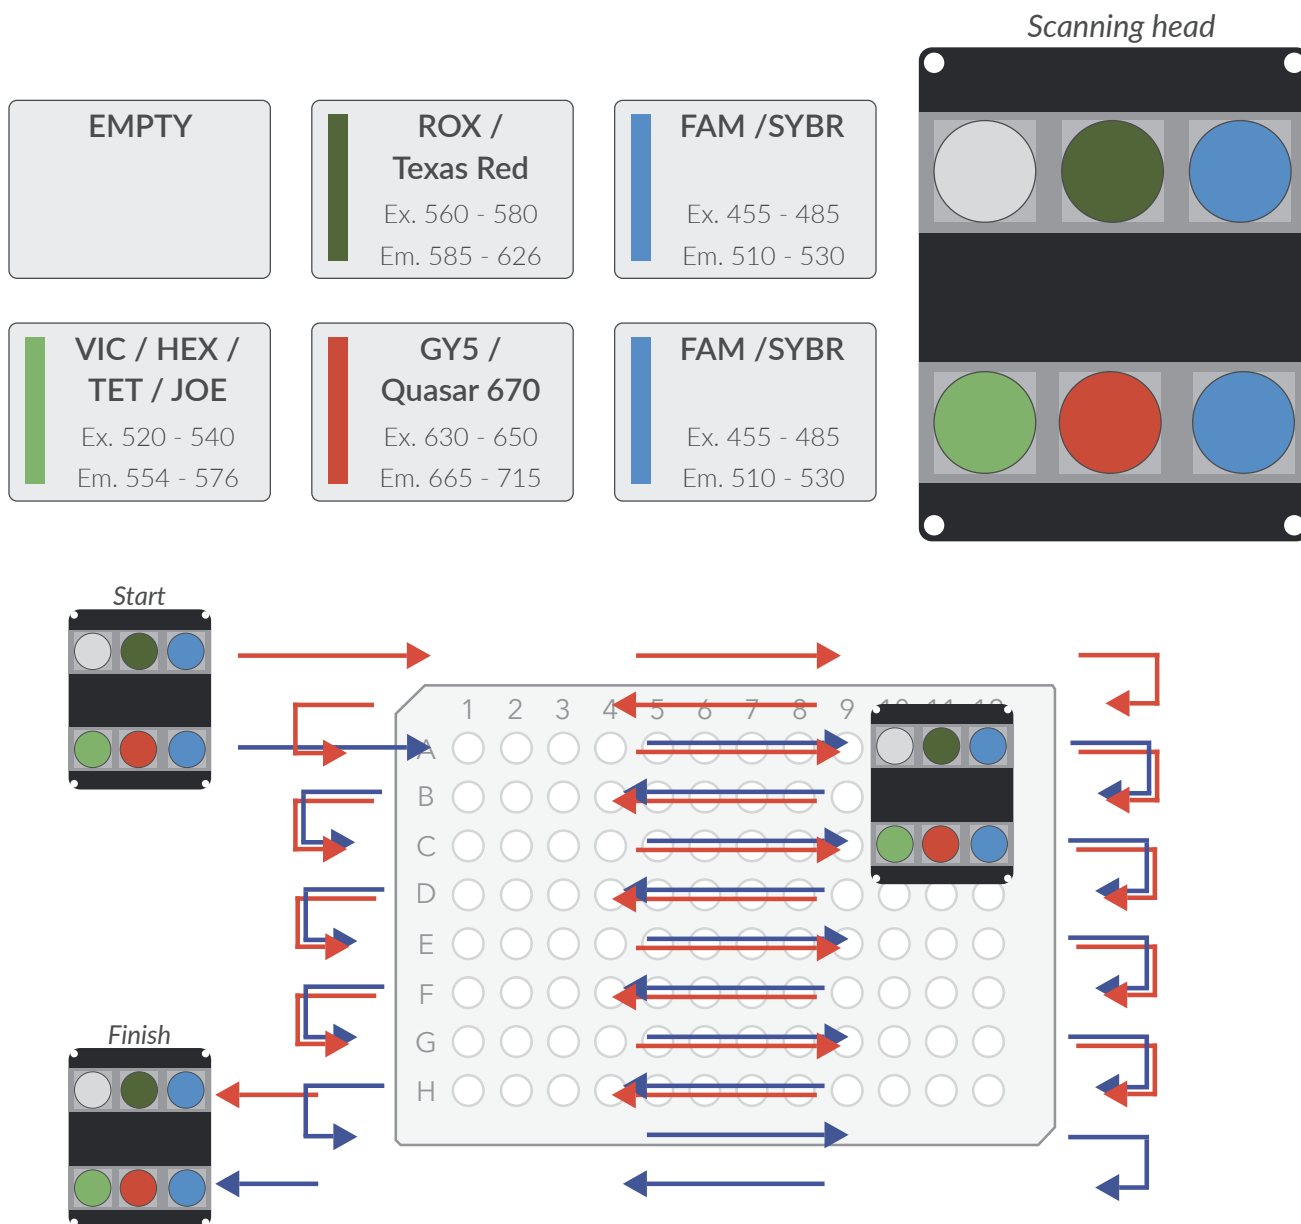 Scanning head
EMPTY
ROX /
Texas Red
Ex. 560 - 580
Em. 585 - 626
FAM /SYBR
Ex. 455 - 485
Em. 510 - 530
VIC / HEX /
TET / JOE
Ex. 520 - 540
Em. 554 - 576
GY5 /
Quasar 670
Ex. 630 - 650
Em. 665 - 715
FAM /SYBR
Ex. 455 - 485
Em. 510 - 530
Start
1 2 3 4 5 6 7 8 9 10 11 12
A
B
C
D
E
F
G
H
Finish